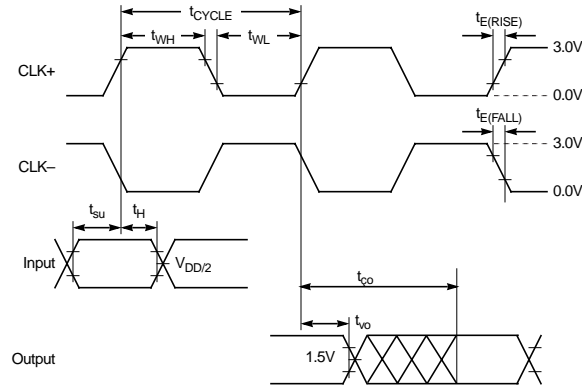 tCYCLE
tWH
tWL
tE(RISE)
CLK+
3.0V
0.0V
tE(FALL)
CLK–
3.0V
0.0V
tsu
tH
Input
VDD/2
tco
tvo
1.5V
Output